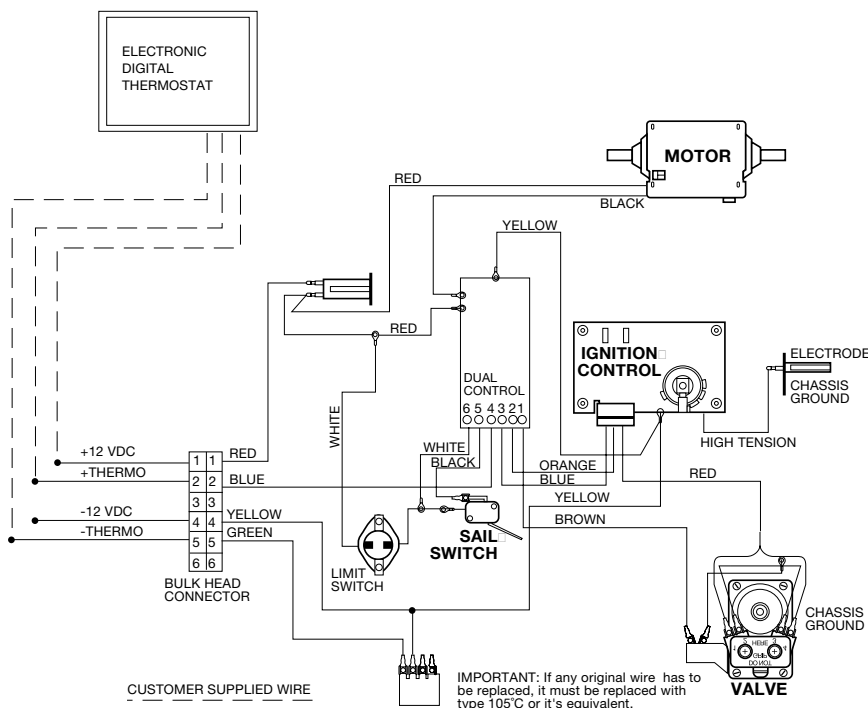 ELECTRONIC
DIGITAL
THERMOSTAT
MOTOR
RED
BLACK
YELLOW
RED
IGNITION
CONTROL
ELECTRODE
CHASSIS
GROUND
DUAL
CONTROL
6 5 4 3 2 1
HIGH TENSION
WHITE
WHITE
BLACK
ORANGE
BLUE
RED
YELLOW
BROWN
+12 VDC
1 1
RED
+THERMO
2 2
BLUE
3 3
-12 VDC
4 4
YELLOW
-THERMO
5 5
GREEN
6 6
BULK HEAD
CONNECTOR
LIMIT
SWITCH
SAIL
SWITCH
CHASSIS
GROUND
HERE
GRIP
DO NOT
VALVE
CUSTOMER SUPPLIED WIRE
IMPORTANT: If any original wire has to
be replaced, it must be replaced with
type 105°C or it's equivalent.